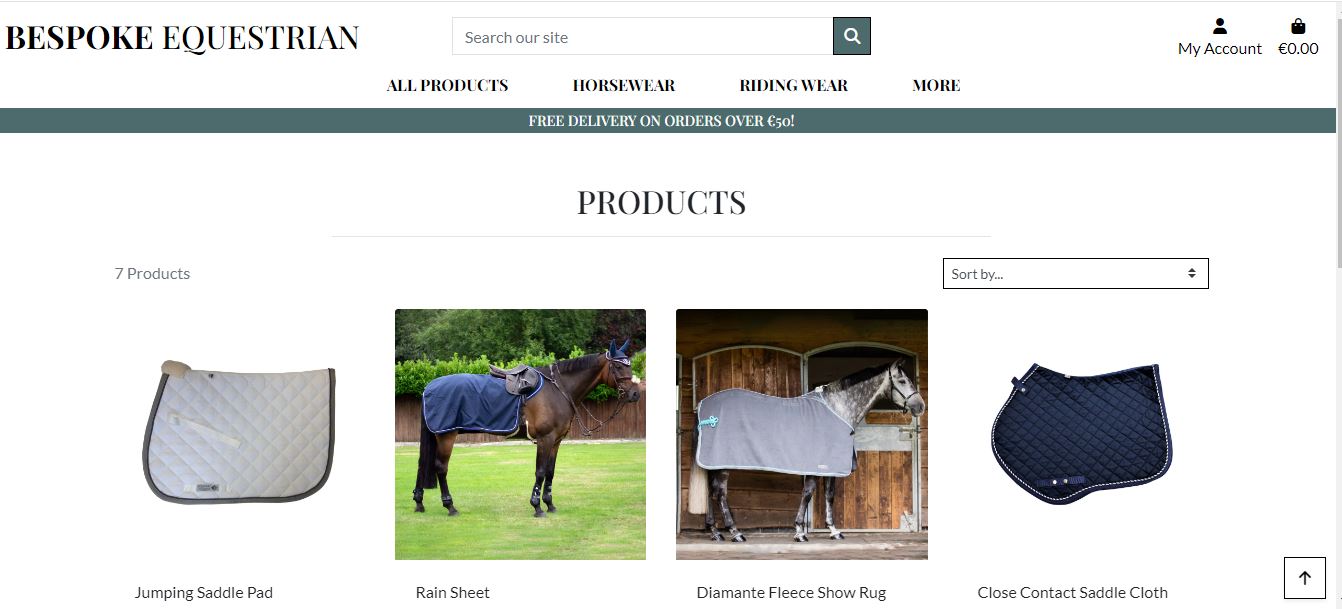 BESPOKE EQUESTRIAN
Search our site
My Account
€0.00
ALL PRODUCTS
HORSEWEAR
RIDING WEAR
MORE
FREE DELIVERY ON ORDERS OVER €50!
PRODUCTS
7 Products
Sort by...
Jumping Saddle Pad
Rain Sheet
Diamante Fleece Show Rug
Close Contact Saddle Cloth